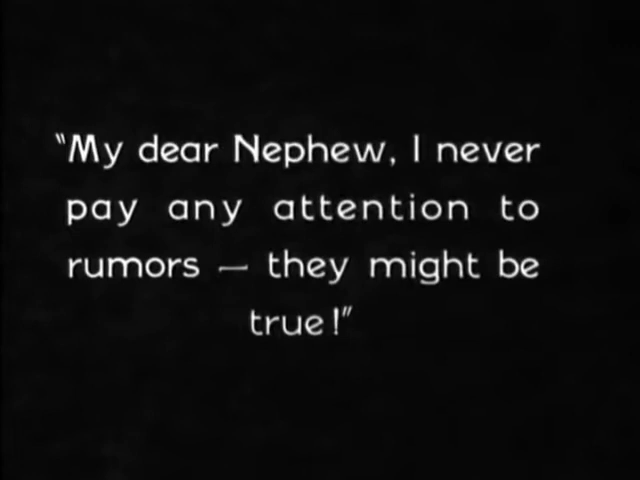 "My dear Nephew, I never
pay any attention to
rumors — they might be
true!"